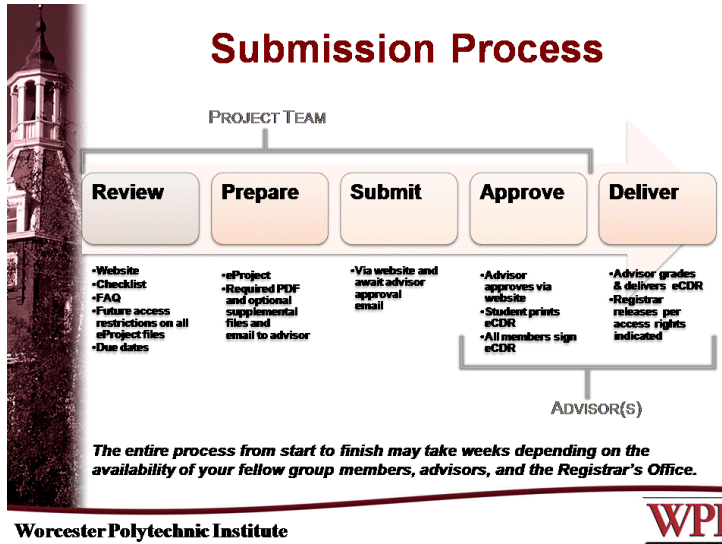 Submission Process
PROJECT TEAM
Review
Prepare
Submit
Approve
Deliver
•Website
•Checklist
•FAQ
•Future access
restrictions on all
eProject files
•Due dates
•eProject
•Required PDF
and optional
supplemental
files and
email to advisor
•Via website and
await advisor
approval
email
•Advisor
approves via
website
•Student prints
eCDR
•All members sign
eCDR
•Advisor grades
& delivers eCDR
•Registrar
releases per
access rights
indicated
ADVISOR(S)
The entire process from start to finish may take weeks depending on the
availability of your fellow group members, advisors, and the Registrar's Office.
Worcester Polytechnic Institute
WPI